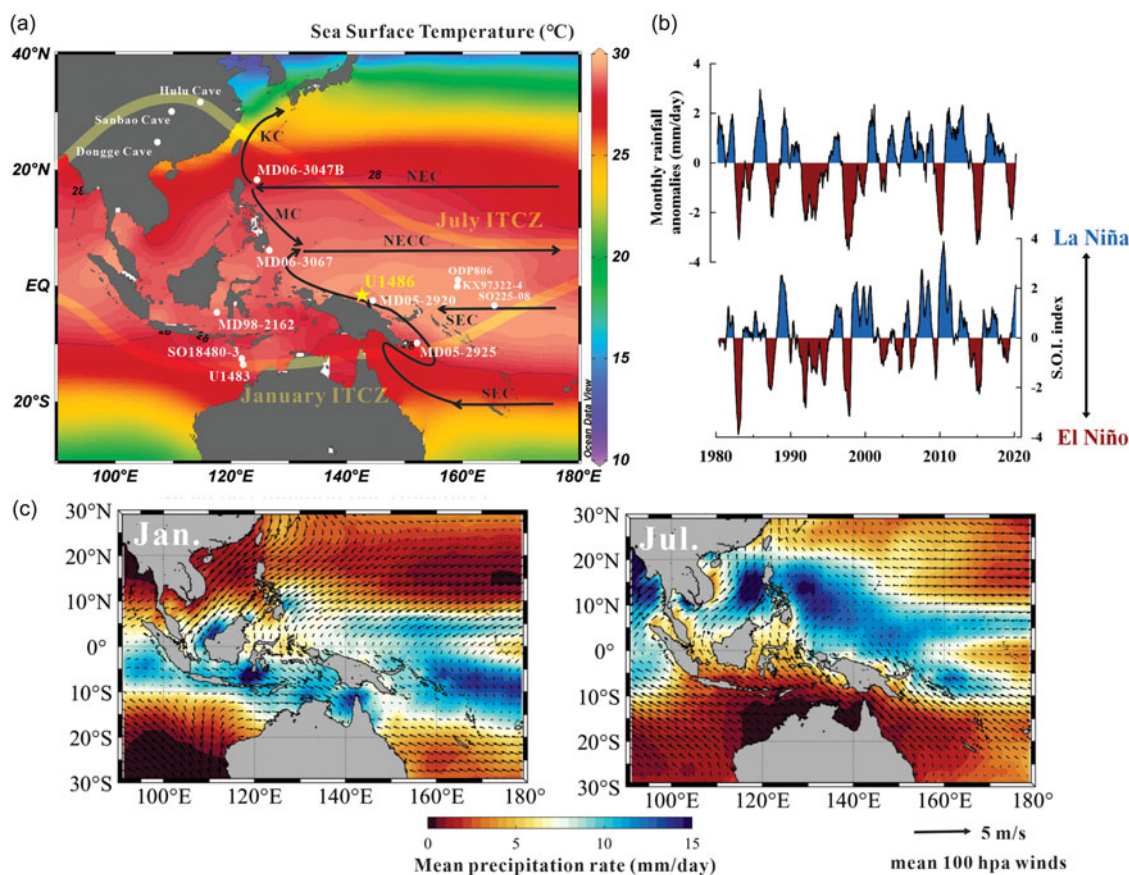 (a)
Sea Surface Temperature (°C)
40°N
20°N
EQ
20°S
100°E
120°E
140°E
160°E
180°E
30
25
20
15
10
Hulu Cave
Sanbao Cave
Dongge Cave
KC
MD06-3047B
28
28
NEC
MC
July ITCZ
NECC
MD06-3067
U1486
ODP806
KX97322-4
SO225-08
MD05-2920
SEC
MD98-2162
28
28
28
SO18480-3
MD05-2925
U1483
January ITCZ
SEC
Ocean Data View
(b)
Monthly rainfall
anomalies (mm/day)
4
2
0
-2
-4
4
2
0
-2
-4
S.O.I. index
1980
1990
2000
2010
2020
La Niña
El Niño
(c)
Jan.
30°N
20°N
10°N
0°
10°S
20°S
30°S
100°E
120°E
140°E
160°E
180°
Jul.
30°N
20°N
10°N
0°
10°S
20°S
30°S
100°E
120°E
140°E
160°E
180°
0
5
10
15
Mean precipitation rate (mm/day)
5 m/s
mean 100 hpa winds